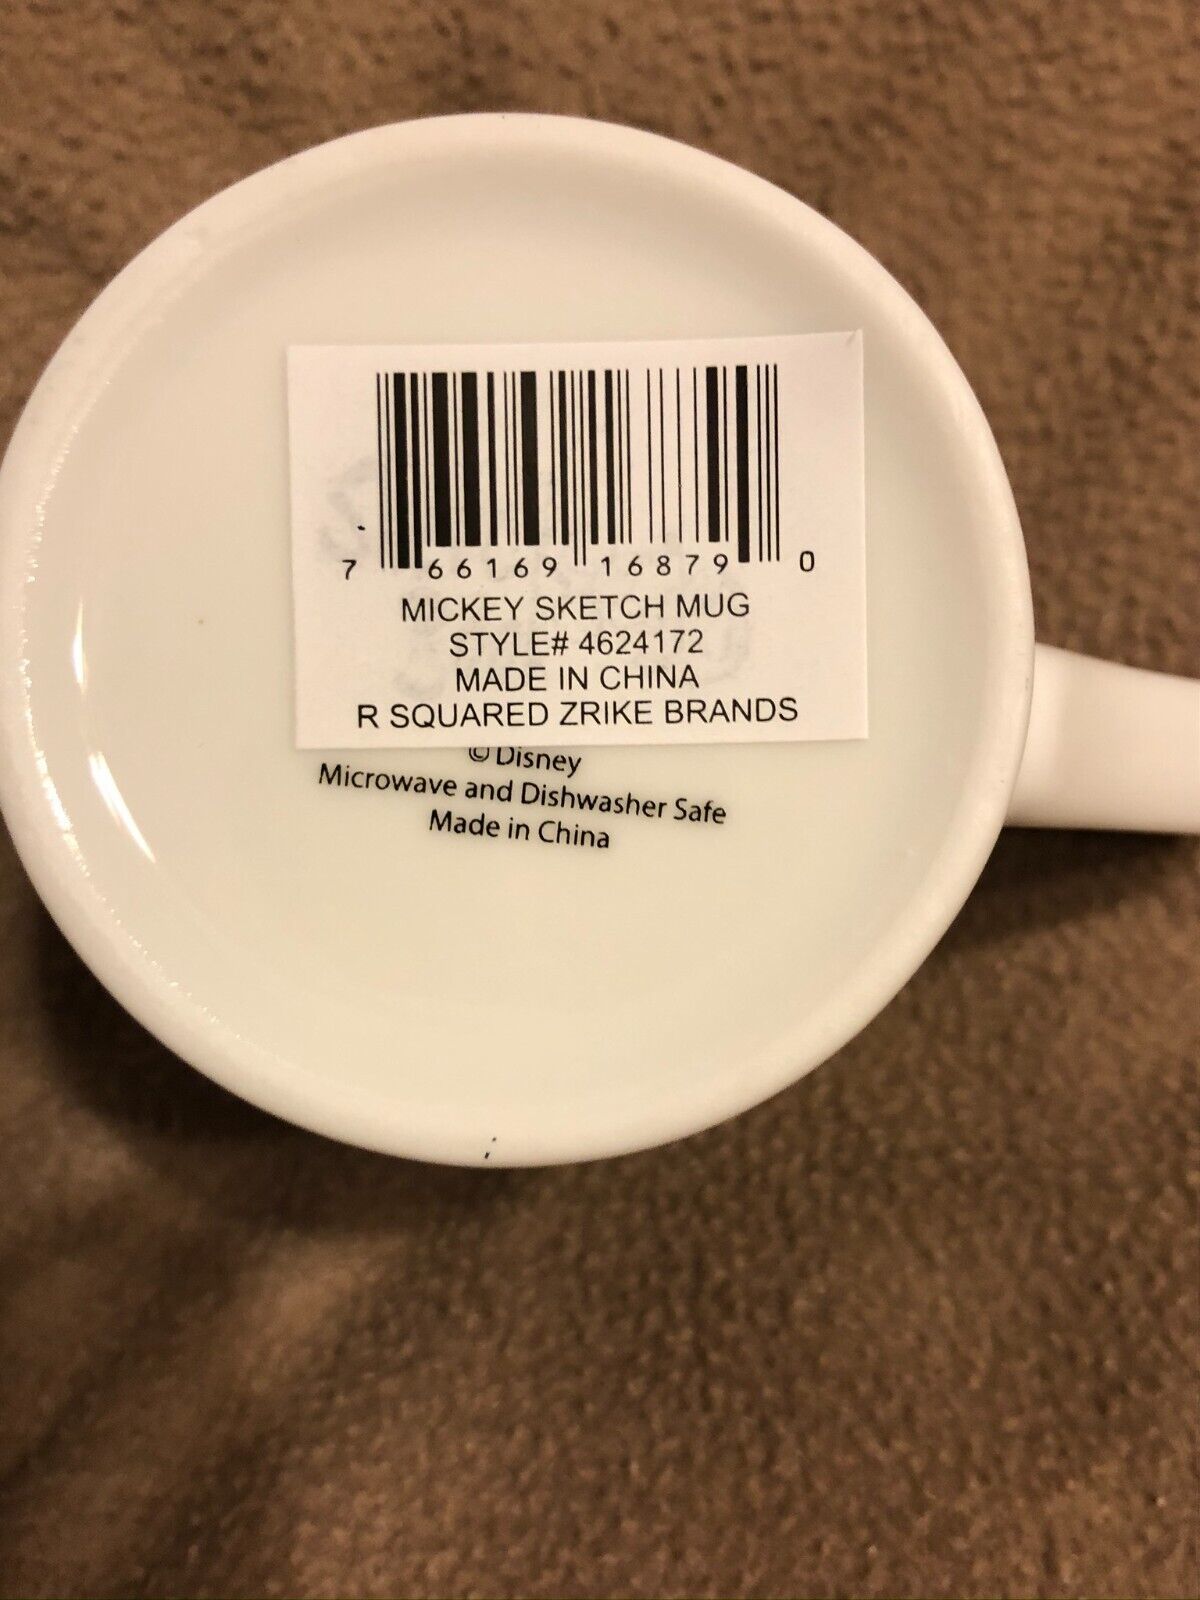 7 66169 16879 0
MICKEY SKETCH MUG
STYLE# 4624172
MADE IN CHINA
R SQUARED ZRIKE BRANDS
© Disney
Microwave and Dishwasher Safe
Made in China